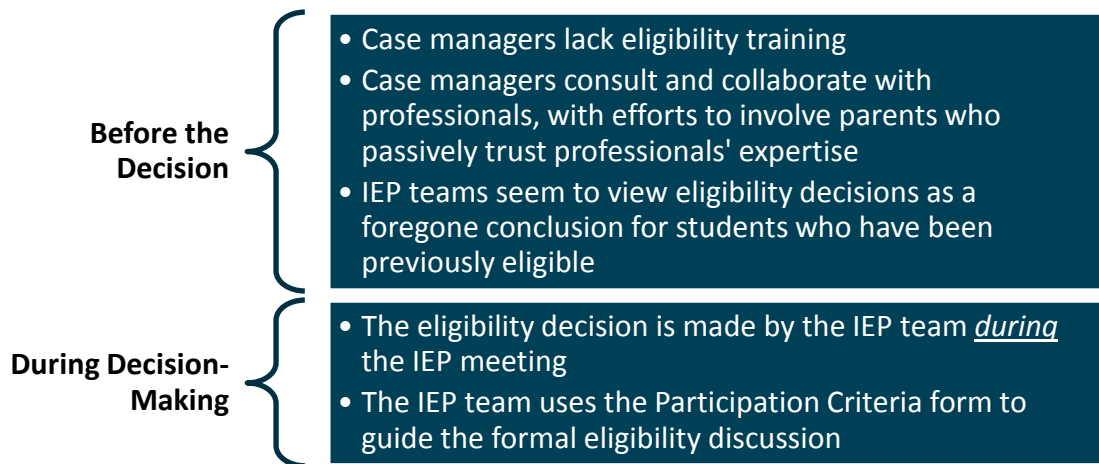 Before the
Decision
• Case managers lack eligibility training
• Case managers consult and collaborate with
professionals, with efforts to involve parents who
passively trust professionals' expertise
• IEP teams seem to view eligibility decisions as a
foregone conclusion for students who have been
previously eligible
During Decision-
Making
• The eligibility decision is made by the IEP team during
the IEP meeting
• The IEP team uses the Participation Criteria form to
guide the formal eligibility discussion